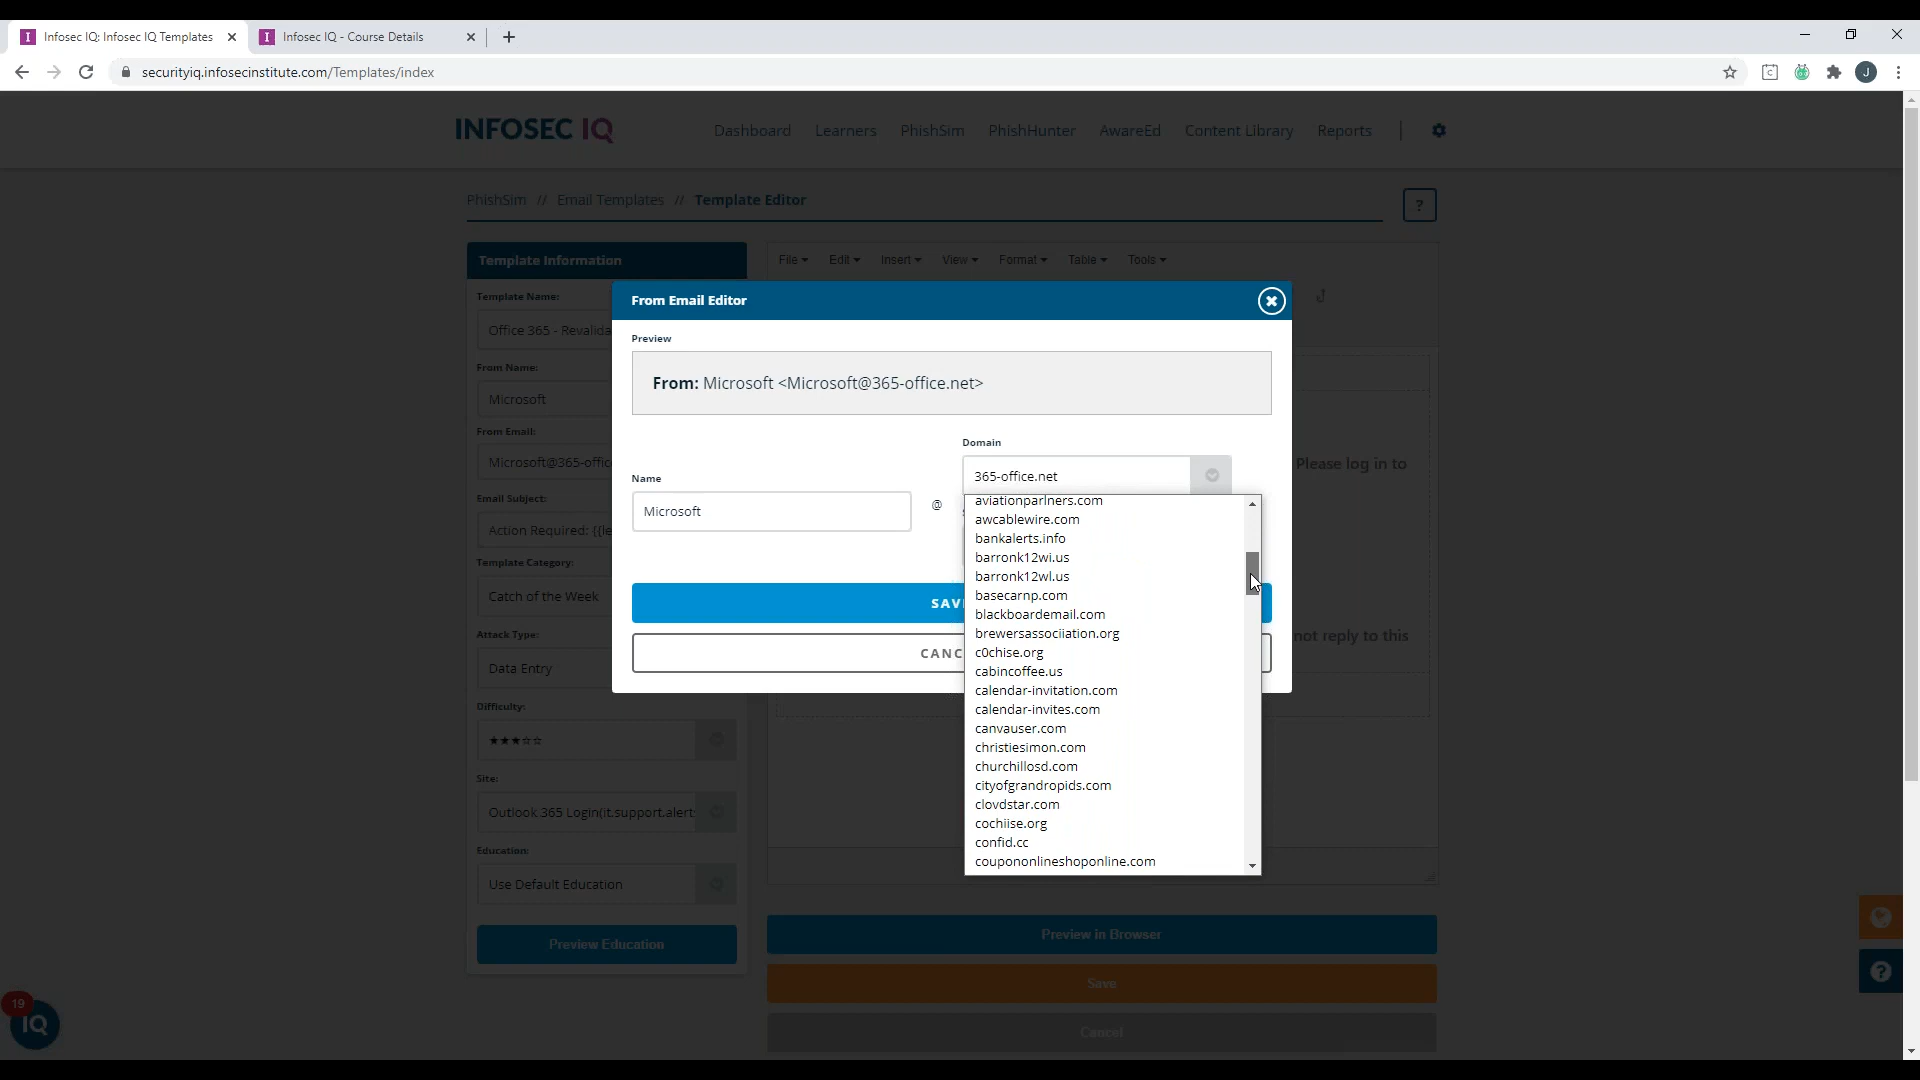 Infosec IQ: Infosec IQ Templates
Infosec IQ - Course Details
securityiq.infosecinstitute.com/Templates/index
J
INFOSEC IQ
Dashboard
Learners
PhishSim
PhishHunter
AwareEd
Content Library
Reports
PhishSim // Email Templates // Template Editor
?
Template Information
File
Edit
Insert
View
Format
Table
Tools
Template Name:
Office 365 - Revalida
From Name:
Microsoft
From Email:
Microsoft@365-offic
Email Subject:
Action Required: {{le
Template Category:
Catch of the Week
Attack Type:
Data Entry
Difficulty:
★★★☆☆
Site:
Outlook 365 Login(it.support.alert
Education:
Use Default Education
Preview Education
From Email Editor
Preview
From: Microsoft <Microsoft@365-office.net>
Name
Microsoft
@
Domain
365-office.net
aviationparlners.com
awcablewire.com
bankalerts.info
barronk12wi.us
barronk12wl.us
basecarnp.com
blackboardemail.com
brewersassociiation.org
c0chise.org
cabincoffee.us
calendar-invitation.com
calendar-invites.com
canvauser.com
christiesimon.com
churchillosd.com
cityofgrandropids.com
clovdstar.com
cochiise.org
confid.cc
coupononlineshoponline.com
SAV
CANC
Please log in to
not reply to this
Preview in Browser
Save
Cancel
19
IQ
?